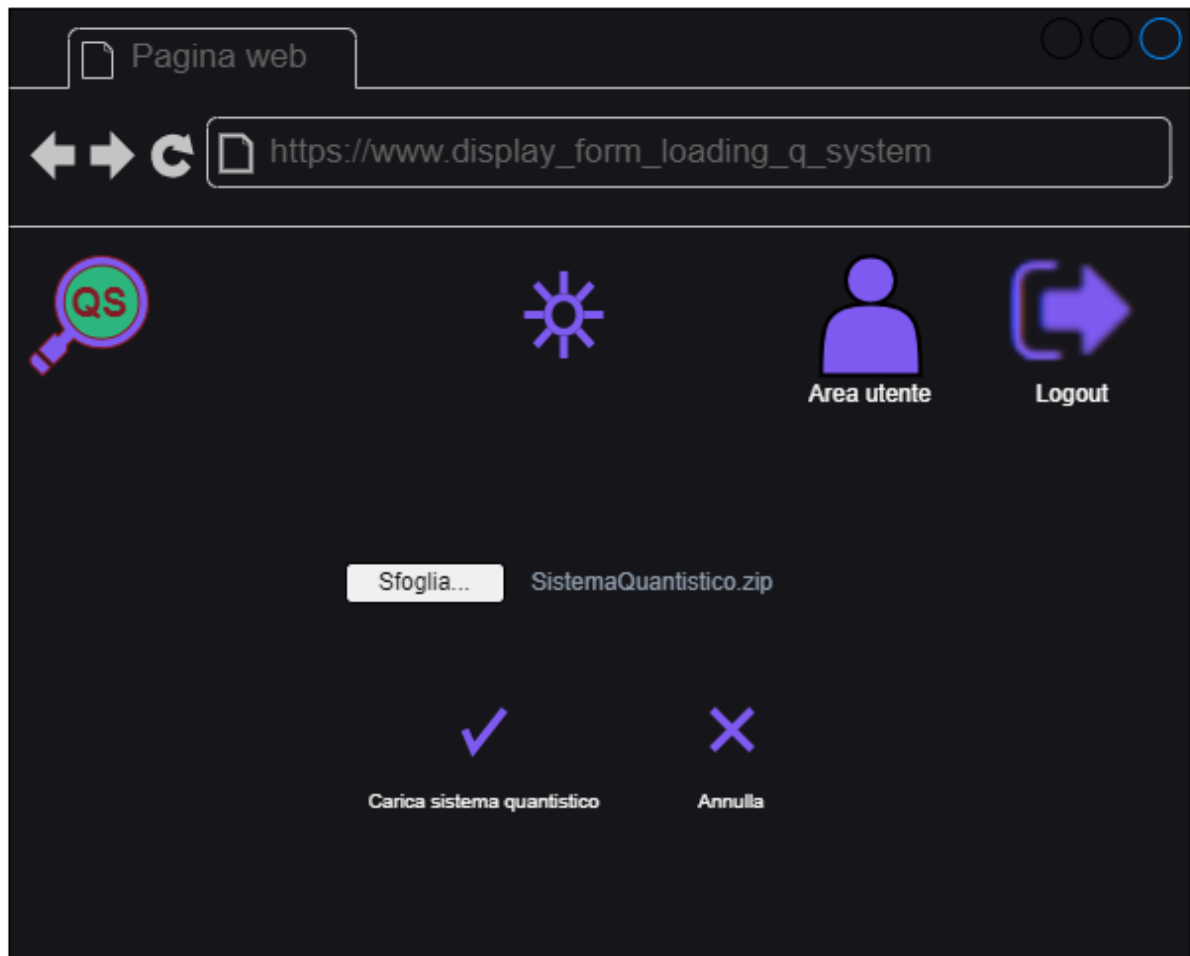 Pagina web
https://www.display_form_loading_q_system
QS
Area utente
Logout
Sfoglia...
SistemaQuantistico.zip
Carica sistema quantistico
Annulla